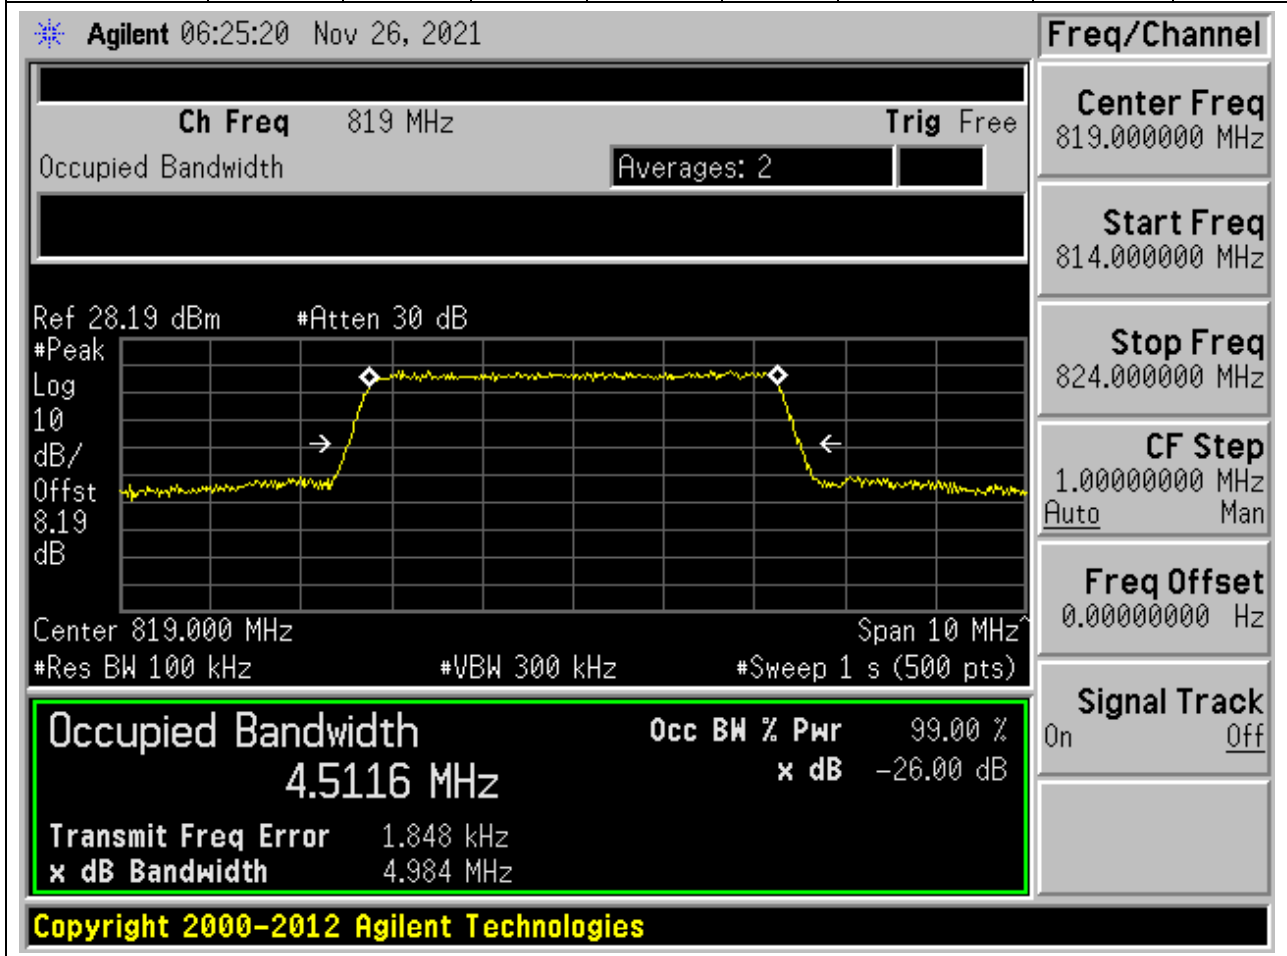 Agilent 06:25:20 Nov 26, 2021
Ch Freq 819 MHz Trig Free
Occupied Bandwidth Averages: 2
Ref 28.19 dBm #Atten 30 dB
#Peak
Log
10
dB/
Offst
8.19
dB
Center 819.000 MHz Span 10 MHz^
#Res BW 100 kHz #VBW 300 kHz #Sweep 1 s (500 pts)
Occupied Bandwidth Occ BW % Pwr 99.00 %
4.5116 MHz x dB -26.00 dB
Transmit Freq Error 1.848 kHz
x dB Bandwidth 4.984 MHz
Copyright 2000-2012 Agilent Technologies
Freq/Channel
Center Freq
819.000000 MHz
Start Freq
814.000000 MHz
Stop Freq
824.000000 MHz
CF Step
1.00000000 MHz
Auto Man
Freq Offset
0.00000000 Hz
Signal Track
On Off